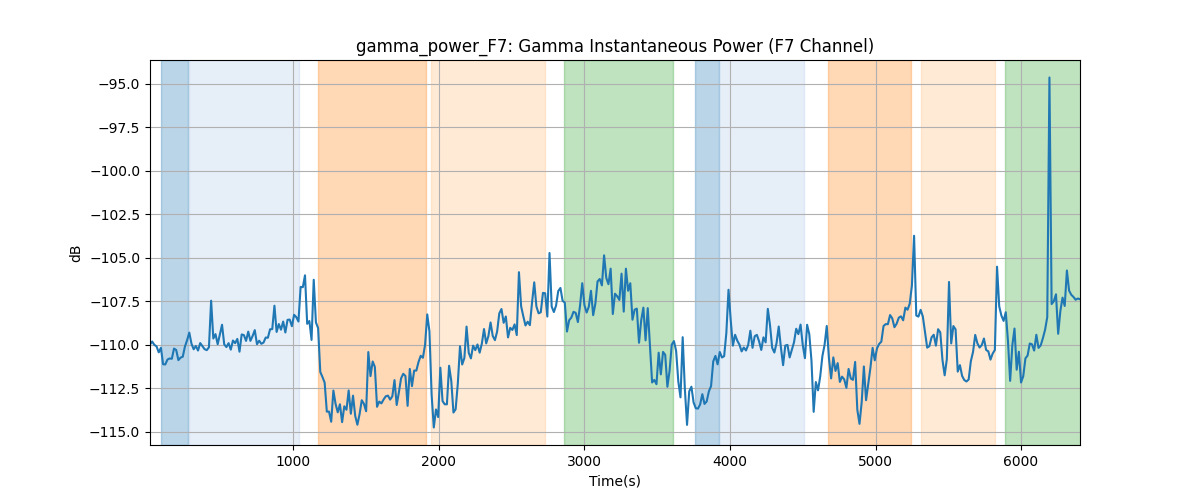 gamma_power_F7: Gamma Instantaneous Power (F7 Channel)
−95.0
−97.5
−100.0
−102.5
−105.0
−107.5
−110.0
−112.5
−115.0
dB
1000 2000 3000 4000 5000 6000
Time(s)